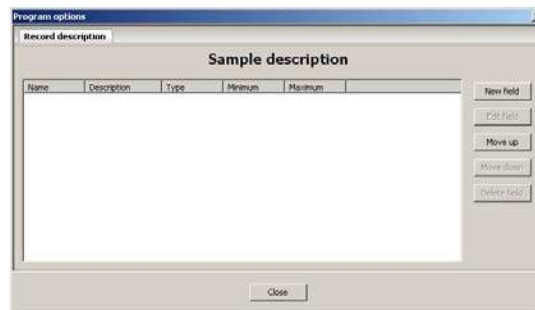 Program options
Record description
Sample description
Name Description Type Minimum Maximum
New field
Edit field
Move up
Move down
Delete field
Close